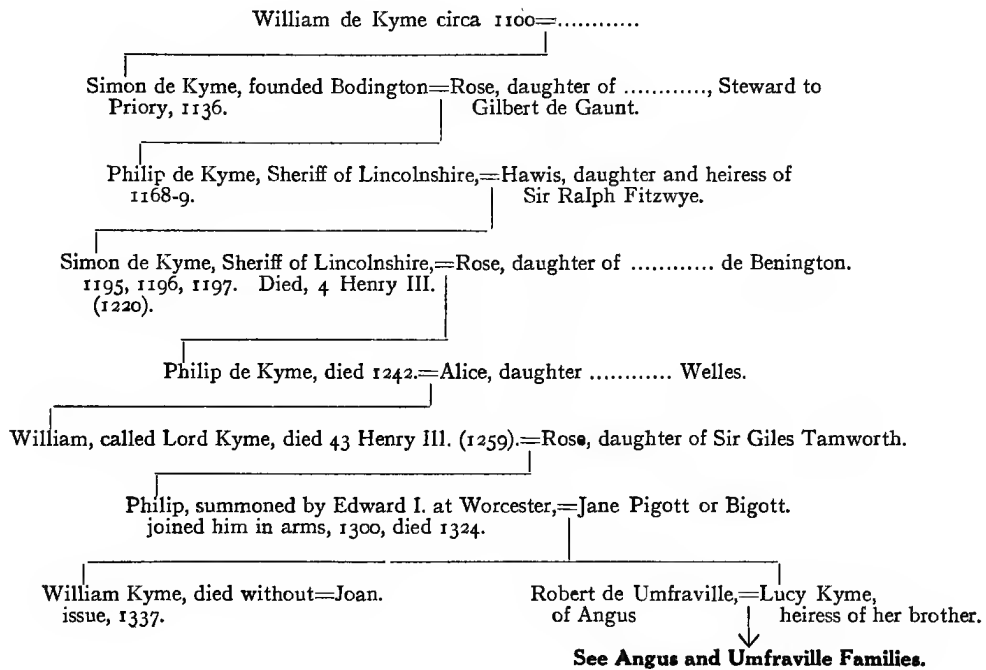 William de Kyme circa 1100=............
Simon de Kyme, founded Bodington=Rose, daughter of ............, Steward to
Priory, 1136. Gilbert de Gaunt.
Philip de Kyme, Sheriff of Lincolnshire,=Hawis, daughter and heiress of
1168-9. Sir Ralph Fitzwye.
Simon de Kyme, Sheriff of Lincolnshire,=Rose, daughter of ............ de Benington.
1195, 1196, 1197. Died, 4 Henry III.
(1220).
Philip de Kyme, died 1242.=Alice, daughter ............ Welles.
William, called Lord Kyme, died 43 Henry III. (1259).=Rose, daughter of Sir Giles Tamworth.
Philip, summoned by Edward I. at Worcester,=Jane Pigott or Bigott.
joined him in arms, 1300, died 1324.
William Kyme, died without=Joan. Robert de Umfraville,=Lucy Kyme,
issue, 1337. of Angus heiress of her brother.
See Angus and Umfraville Families.